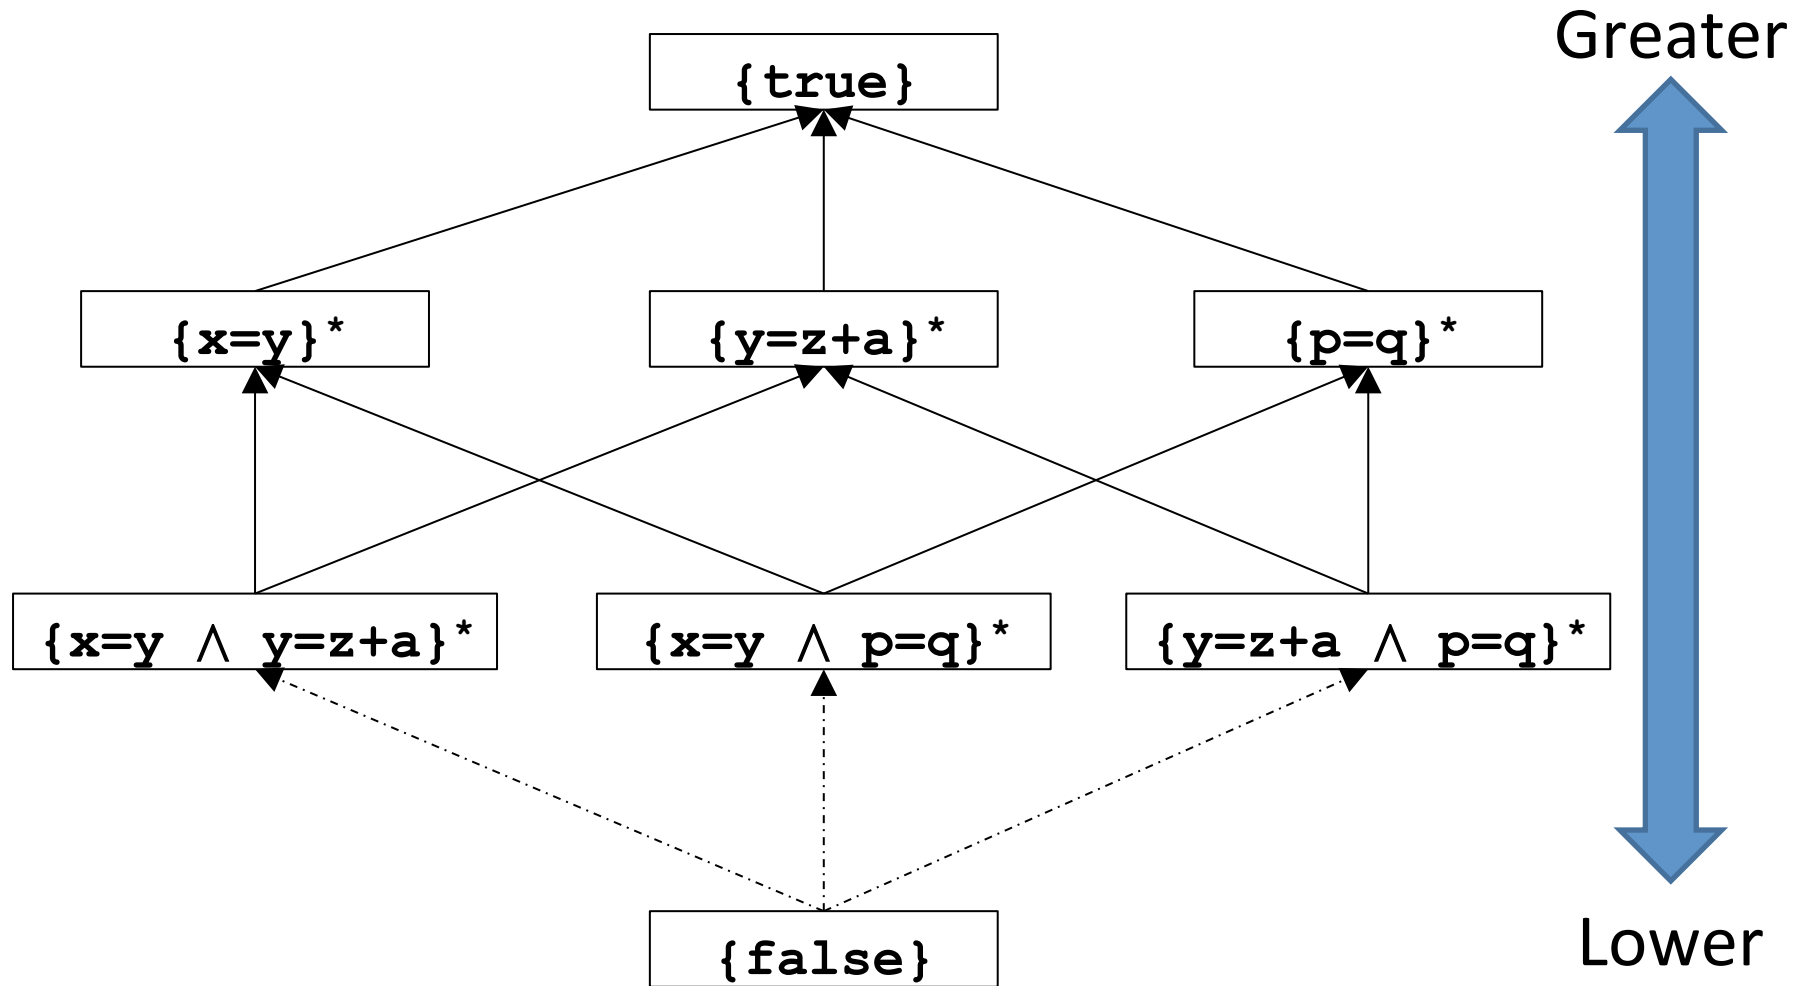 Greater
{true}
{x=y}* {y=z+a}* {p=q}*
{x=y ∧ y=z+a}* {x=y ∧ p=q}* {y=z+a ∧ p=q}*
{false}
Lower